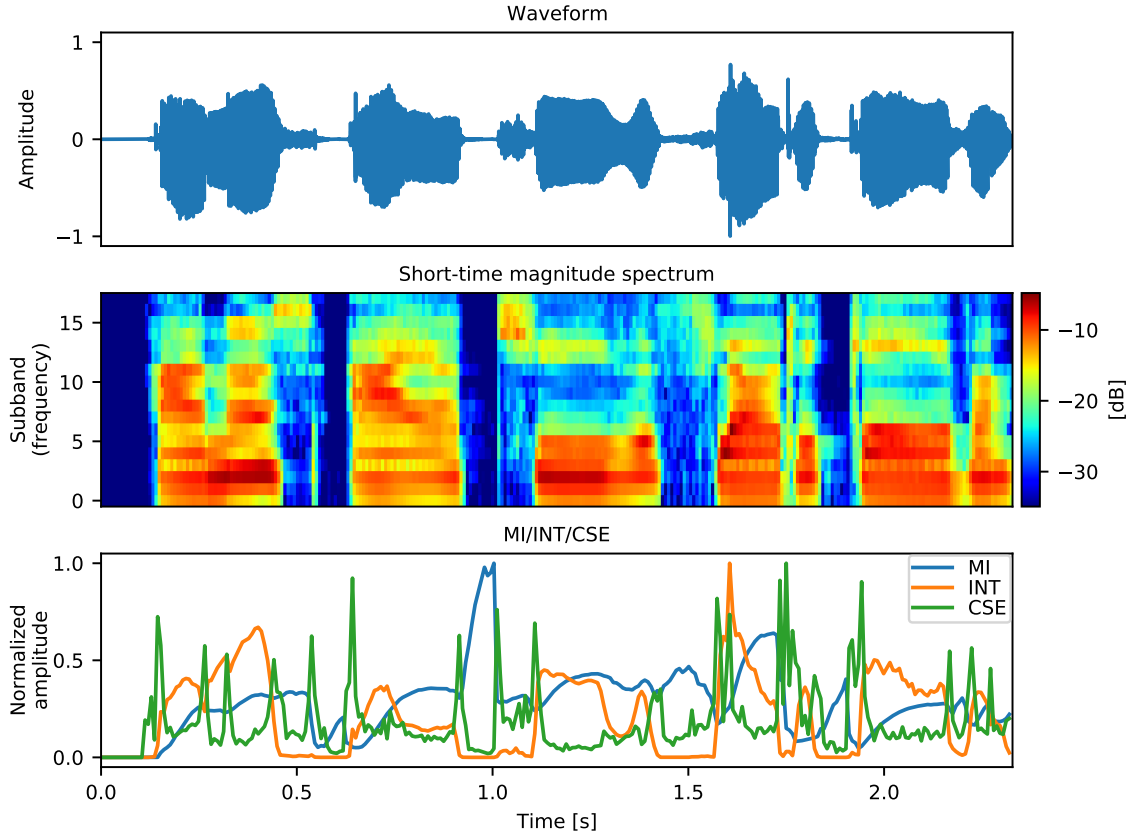 Waveform
1
0
−1
Amplitude
Short-time magnitude spectrum
15
10
5
0
Subband
(frequency)
−10
−20
−30
[dB]
MI/INT/CSE
1.0
0.5
0.0
Normalized
amplitude
MI
INT
CSE
0.0 0.5 1.0 1.5 2.0
Time [s]